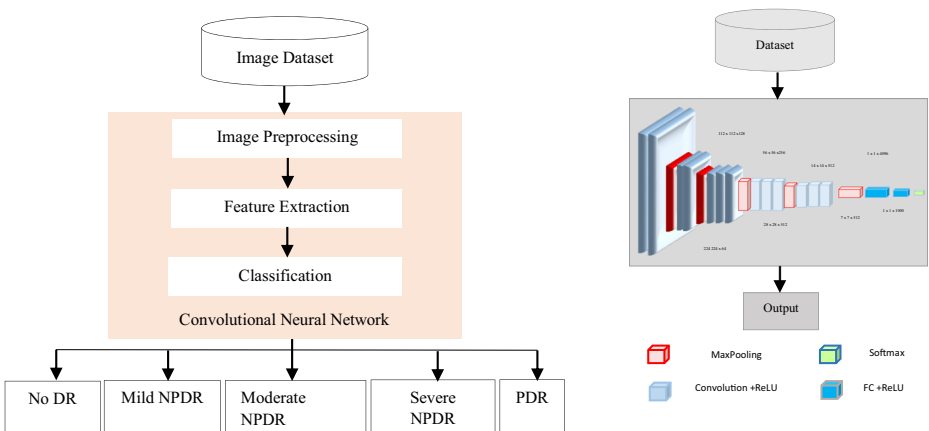 Image Dataset
Image Preprocessing
Feature Extraction
Classification
Convolutional Neural Network
No DR
Mild NPDR
Moderate
NPDR
Severe
NPDR
PDR
Dataset
112 x 112 x128
56 x 56 x256
14 x 14 x 512
1 x 1 x 4096
7 x 7 x 512
1 x 1 x 1000
28 x 28 x 512
224 224 x 64
Output
MaxPooling
Softmax
Convolution +ReLU
FC +ReLU